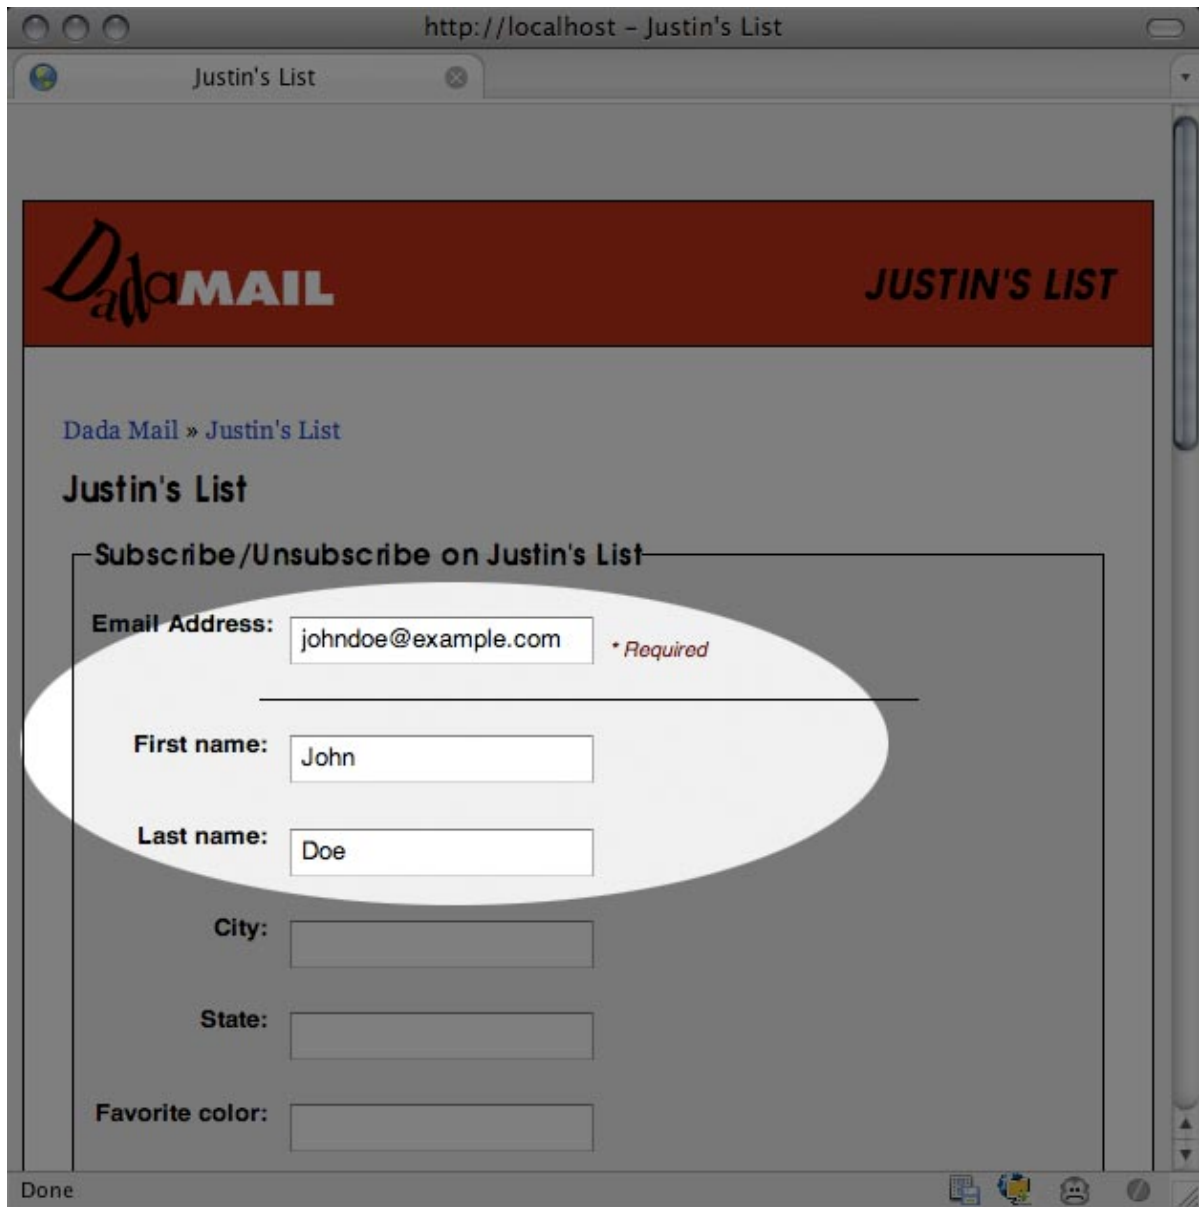 http://localhost – Justin's List
Justin's List
DadaMAIL
JUSTIN'S LIST
Dada Mail » Justin's List
Justin's List
Subscribe/Unsubscribe on Justin's List
Email Address: johndoe@example.com * Required
First name: John
Last name: Doe
City:
State:
Favorite color:
Done